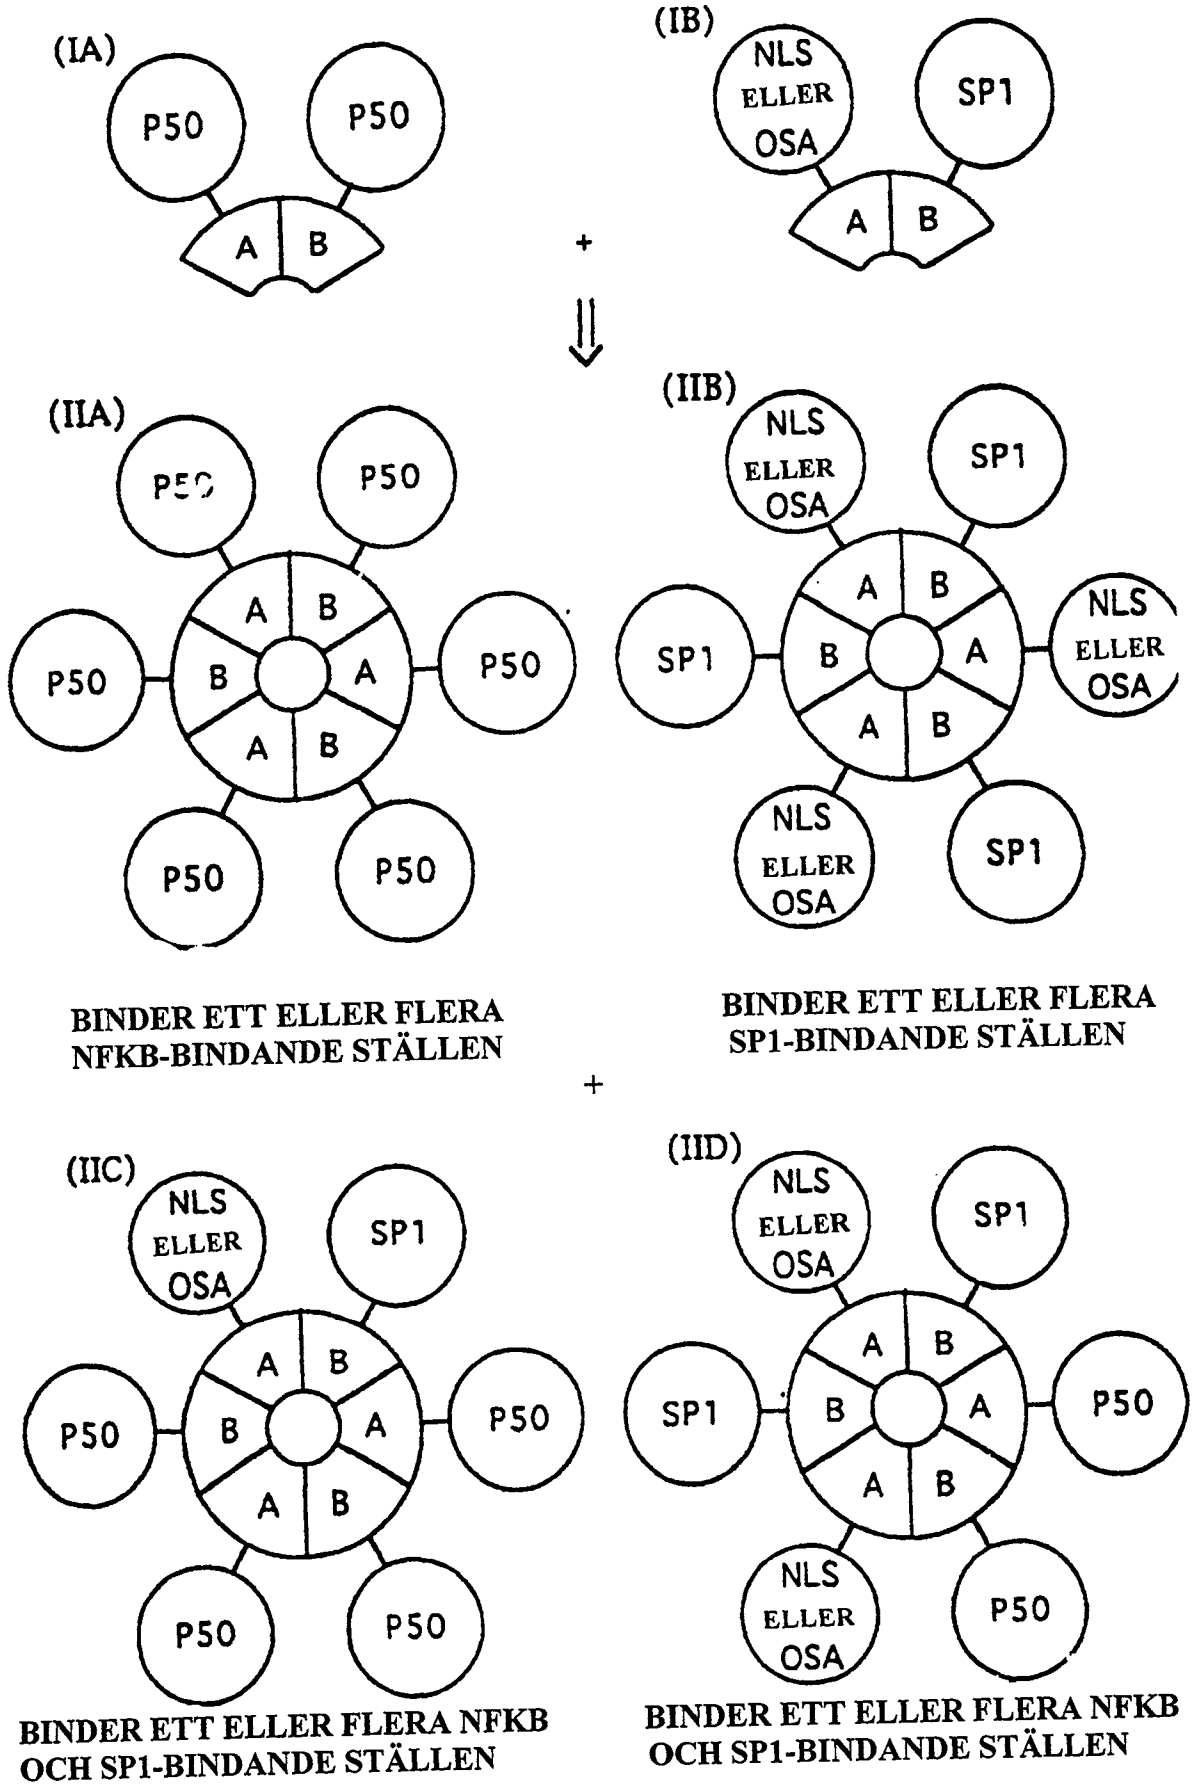 (IA)
P50
P50
A
B
+
(IB)
NLS
ELLER
OSA
SP1
A
B
(IIA)
P50
P50
A
B
P50
B
A
P50
A
B
P50
P50
BINDER ETT ELLER FLERA
NFKB-BINDANDE STÄLLEN
(IIB)
NLS
ELLER
OSA
SP1
A
B
SP1
B
A
NLS
ELLER
OSA
A
B
NLS
ELLER
OSA
SP1
BINDER ETT ELLER FLERA
SP1-BINDANDE STÄLLEN
+
(IIC)
NLS
ELLER
OSA
SP1
A
B
P50
B
A
P50
A
B
P50
P50
BINDER ETT ELLER FLERA NFKB
OCH SP1-BINDANDE STÄLLEN
(IID)
NLS
ELLER
OSA
SP1
A
B
SP1
B
A
P50
A
B
NLS
ELLER
OSA
P50
BINDER ETT ELLER FLERA NFKB
OCH SP1-BINDANDE STÄLLEN